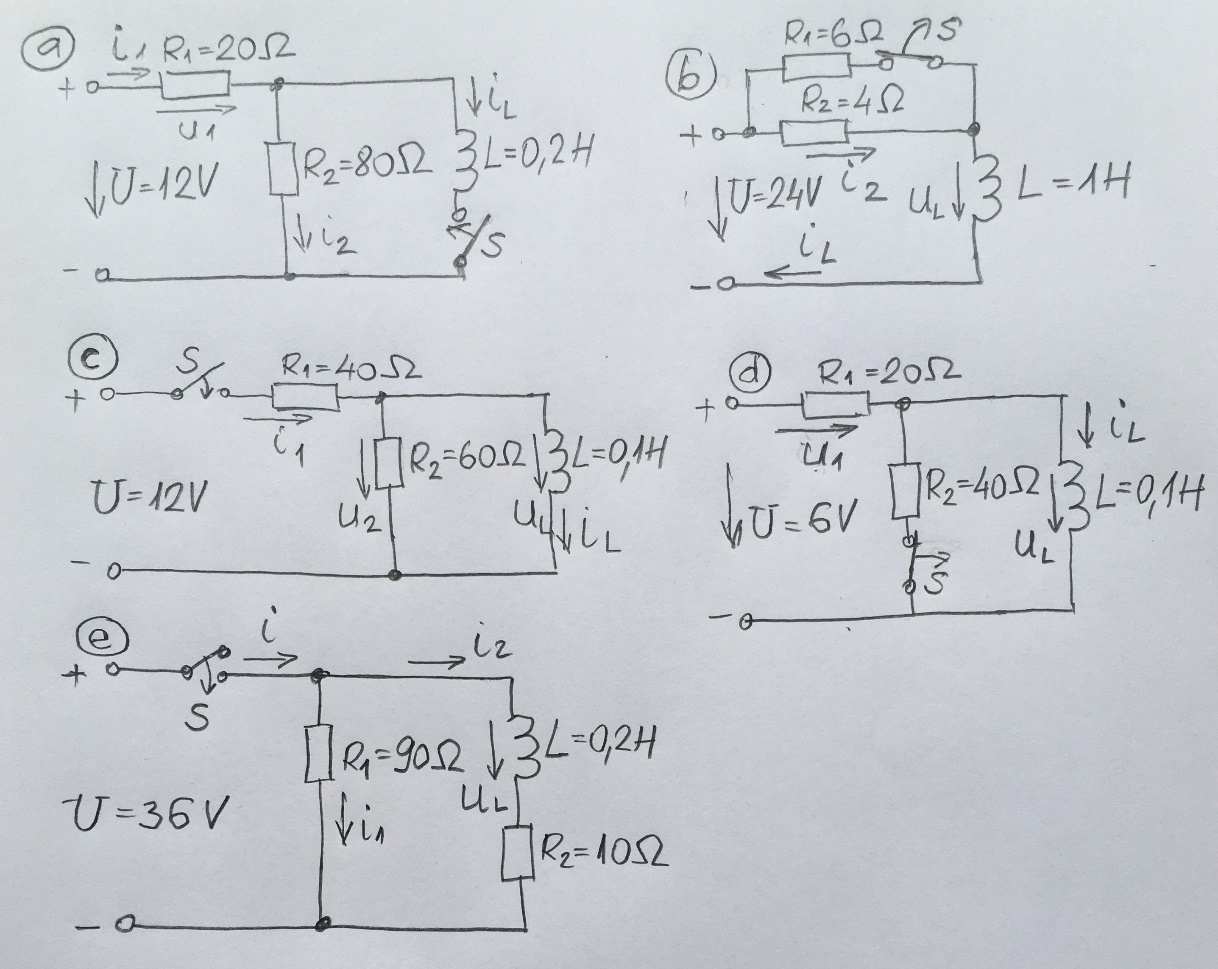 a
i1 R1=20Ω
+
u1
iL
U=12V
R2=80Ω
L=0,2H
i2
S
-
b
R1=6Ω
S
R2=4Ω
+
i2
U=24V
uL
L=1H
iL
-
c
S
R1=40Ω
+
i1
U=12V
R2=60Ω
L=0,1H
u2
uL
iL
-
d
R1=20Ω
+
u1
iL
U=6V
R2=40Ω
L=0,1H
uL
S
-
e
i
i2
+
S
R1=90Ω
L=0,2H
uL
U=36V
i1
R2=10Ω
-